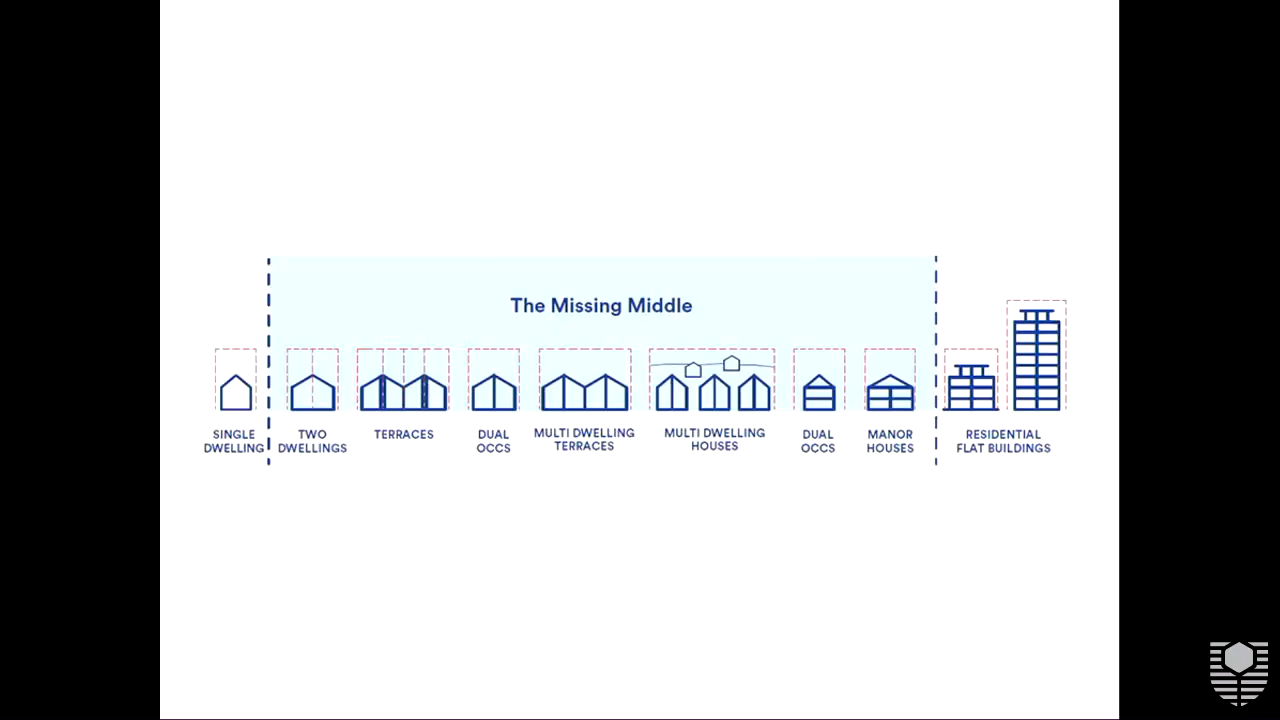 The Missing Middle
SINGLE
DWELLING
TWO
DWELLINGS
TERRACES
DUAL
OCCS
MULTI DWELLING
TERRACES
MULTI DWELLING
HOUSES
DUAL
OCCS
MANOR
HOUSES
RESIDENTIAL
FLAT BUILDINGS